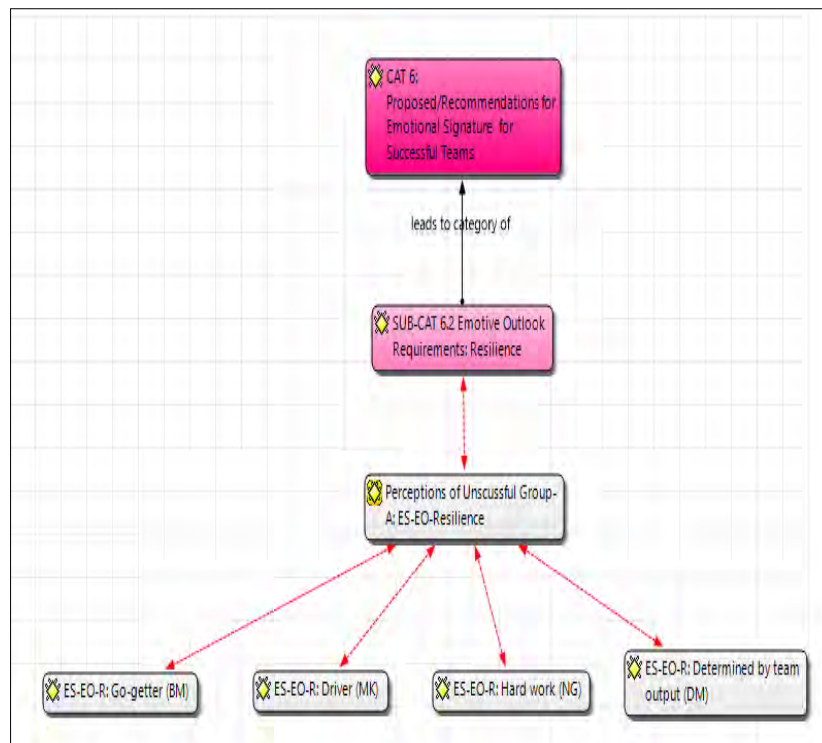 CAT 6:
Proposed/Recommendations for
Emotional Signature for
Successful Teams
leads to category of
SUB-CAT 6.2 Emotive Outlook
Requirements: Resilience
Perceptions of Unscussful Group-
A: ES-EO-Resilience
ES-EO-R: Go-getter (BM)
ES-EO-R: Driver (MK)
ES-EO-R: Hard work (NG)
ES-EO-R: Determined by team
output (DM)